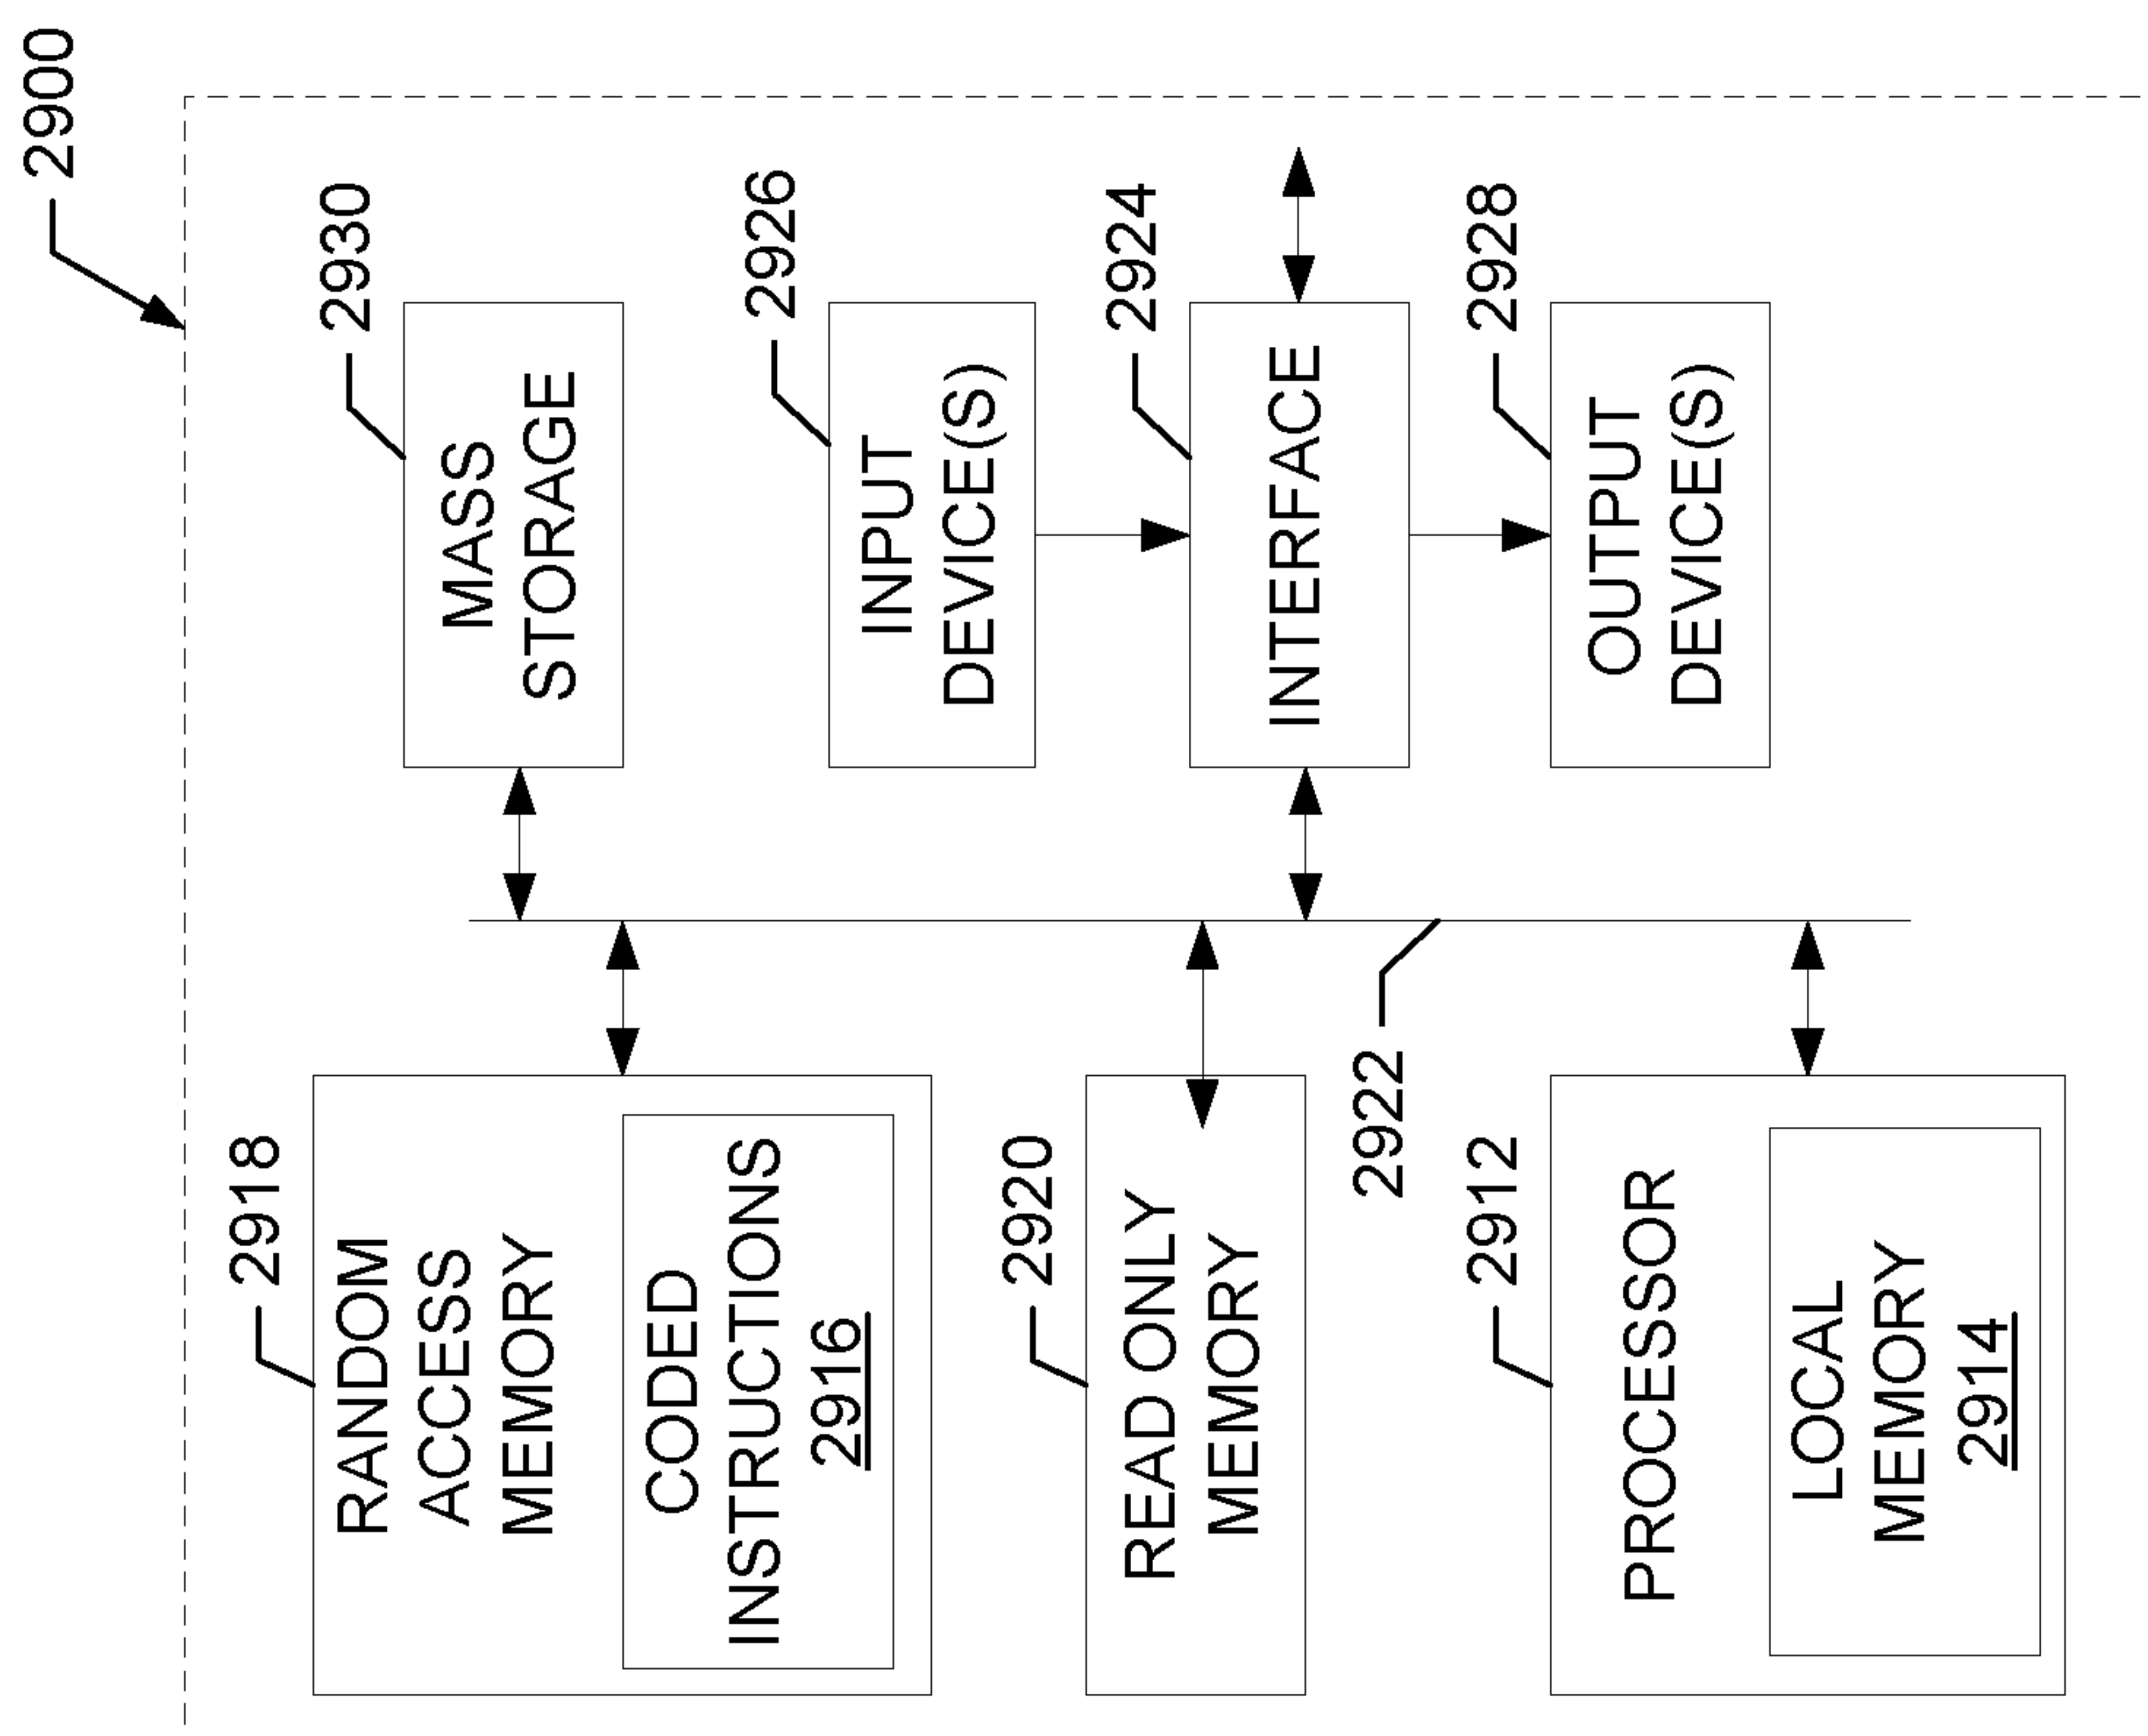 2900
2918
RANDOM
ACCESS
MEMORY
CODED
INSTRUCTIONS
2916
2930
MASS
STORAGE
2920
READ ONLY
MEMORY
2926
INPUT
DEVICE(S)
2924
INTERFACE
2922
2912
PROCESSOR
LOCAL
MEMORY
2914
2928
OUTPUT
DEVICE(S)